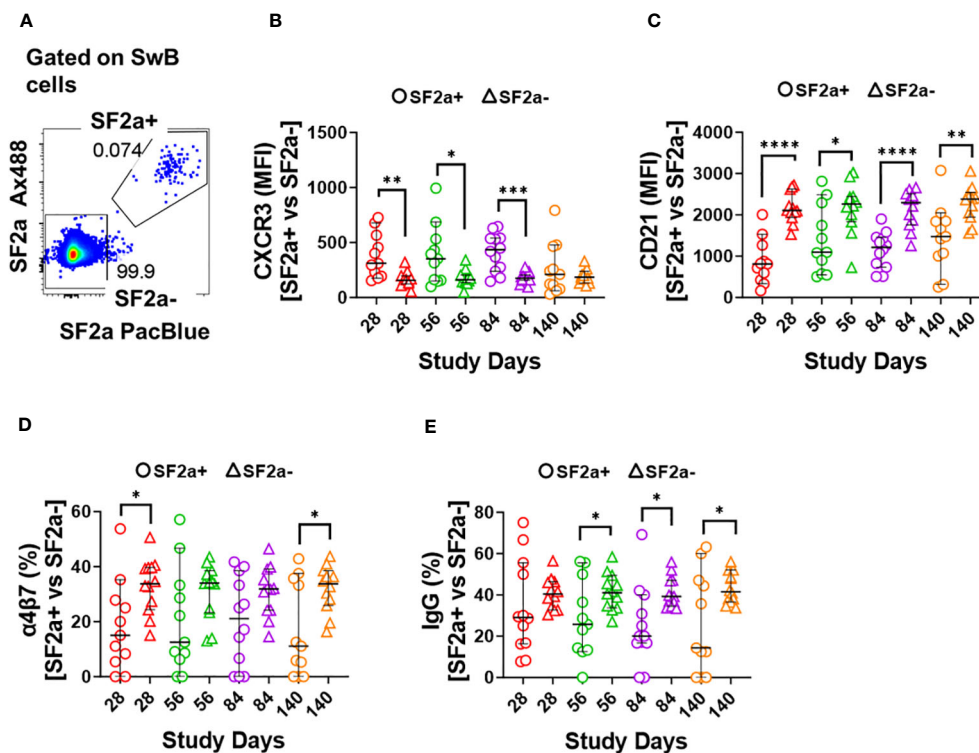 A
Gated on SwB
cells
SF2a+
0.074
99.9
SF2a-
SF2a Ax488
SF2a PacBlue
B
SF2a+ SF2a-
CXCR3 (MFI)
[SF2a+ vs SF2a-]
1500
1000
500
0
** * ***
28 28 56 56 84 84 140 140
Study Days
C
SF2a+ SF2a-
CD21 (MFI)
[SF2a+ vs SF2a-]
4000
3000
2000
1000
0
**** * **** **
28 28 56 56 84 84 140 140
Study Days
D
SF2a+ SF2a-
α4β7 (%)
[SF2a+ vs SF2a-]
60
40
20
0
* *
28 28 56 56 84 84 140 140
Study Days
E
SF2a+ SF2a-
IgG (%)
[SF2a+ vs SF2a-]
80
60
40
20
0
* * *
28 28 56 56 84 84 140 140
Study Days